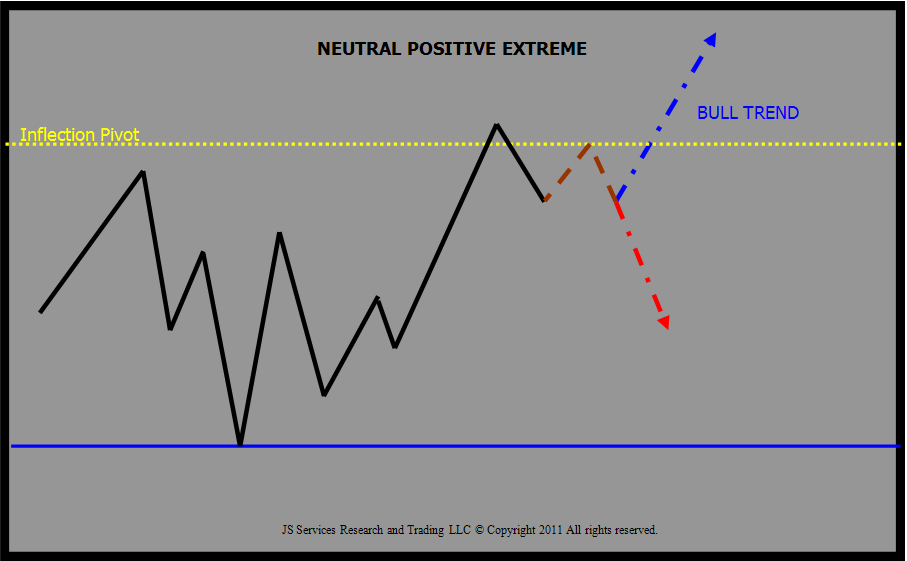 NEUTRAL POSITIVE EXTREME
BULL TREND
Inflection Pivot
JS Services Research and Trading LLC © Copyright 2011 All rights reserved.